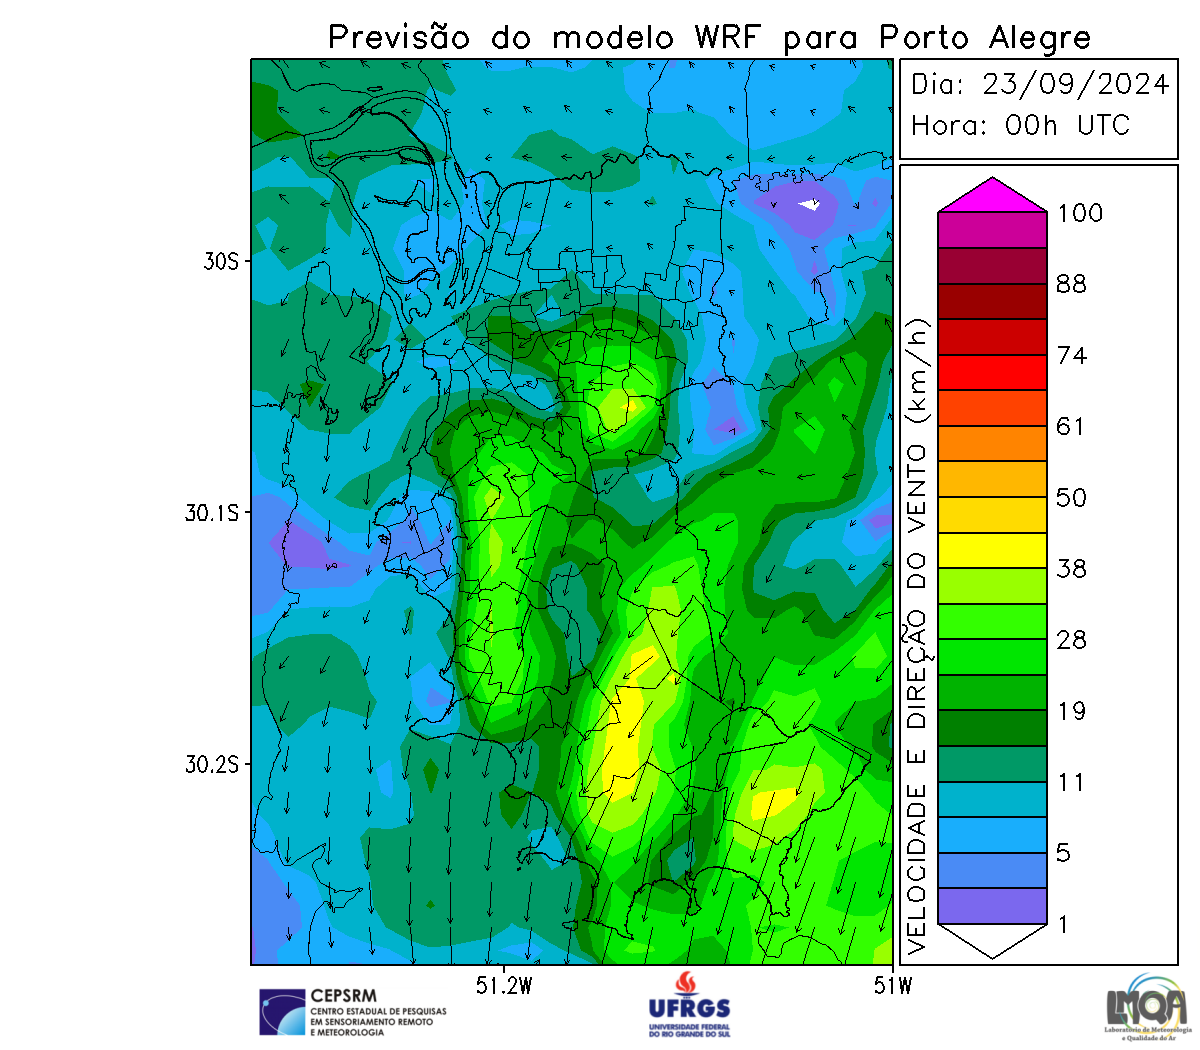 Previsão do modelo WRF para Porto Alegre
Dia: 23/09/2024
Hora: 00h UTC
30S
30.1S
30.2S
51.2W
51W
VELOCIDADE E DIREÇÃO DO VENTO (km/h)
100
88
74
61
50
38
28
19
11
5
1
CEPSRM
CENTRO ESTADUAL DE PESQUISAS
EM SENSORIAMENTO REMOTO
E METEOROLOGIA
UFRGS
UNIVERSIDADE FEDERAL
DO RIO GRANDE DO SUL
LMQA
Laboratório de Meteorologia
e Qualidade do Ar